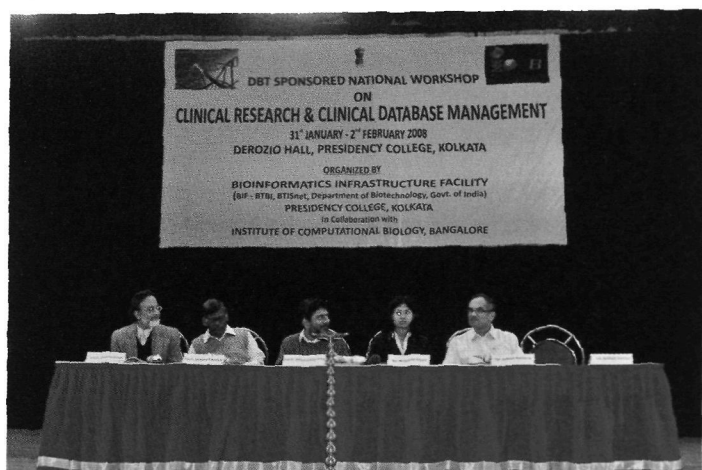 DBT SPONSORED NATIONAL WORKSHOP
ON
CLINICAL RESEARCH & CLINICAL DATABASE MANAGEMENT
31st JANUARY - 2nd FEBRUARY 2008
DEROZIO HALL, PRESIDENCY COLLEGE, KOLKATA
ORGANIZED BY
BIOINFORMATICS INFRASTRUCTURE FACILITY
(BIF - BTBI, BTISnet, Department of Biotechnology, Govt. of India)
PRESIDENCY COLLEGE, KOLKATA
In Collaboration with
INSTITUTE OF COMPUTATIONAL BIOLOGY, BANGALORE